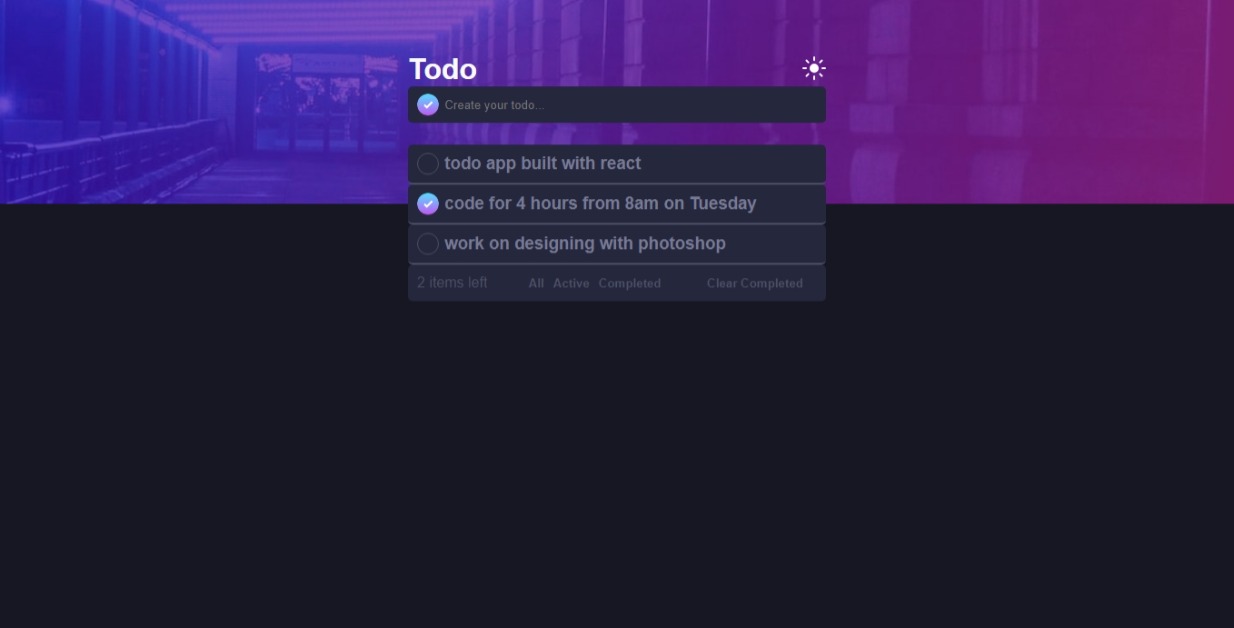 Todo
Create your todo...
todo app built with react
code for 4 hours from 8am on Tuesday
work on designing with photoshop
2 items left All Active Completed Clear Completed